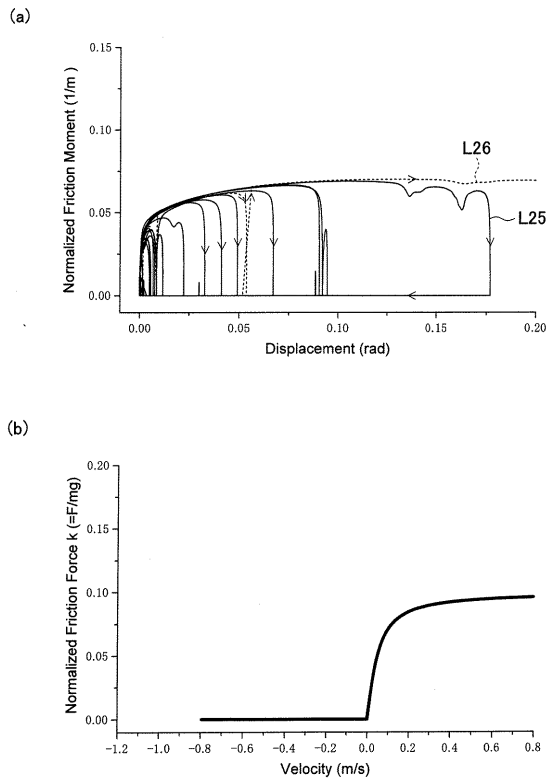 (a)
Normalized Friction Moment (1/m)
0.15
0.10
0.05
0.00
L26
L25
0.00 0.05 0.10 0.15 0.20
Displacement (rad)
(b)
Normalized Friction Force k (=F/mg)
0.20
0.15
0.10
0.05
0.00
-1.2 -1.0 -0.8 -0.6 -0.4 -0.2 0.0 0.2 0.4 0.6 0.8
Velocity (m/s)